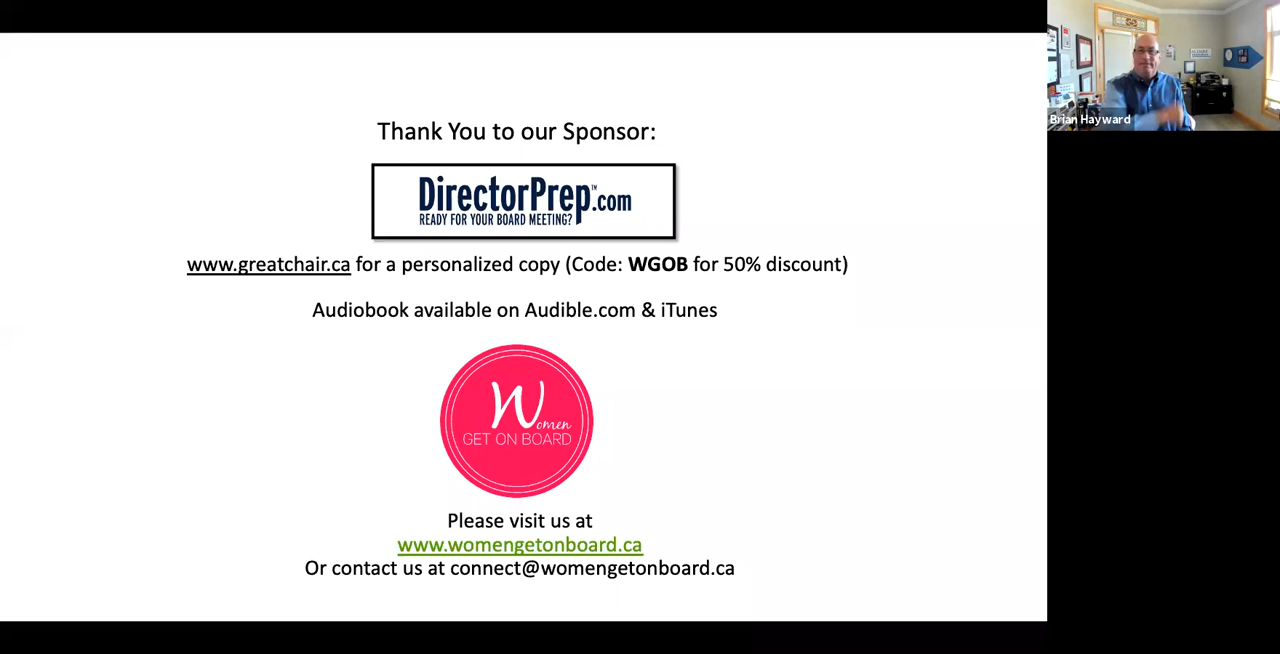 Thank You to our Sponsor:
DirectorPrep™.com
READY FOR YOUR BOARD MEETING?
www.greatchair.ca for a personalized copy (Code: WGOB for 50% discount)
Audiobook available on Audible.com & iTunes
Women
GET ON BOARD
Please visit us at
www.womengetonboard.ca
Or contact us at connect@womengetonboard.ca
Brian Hayward